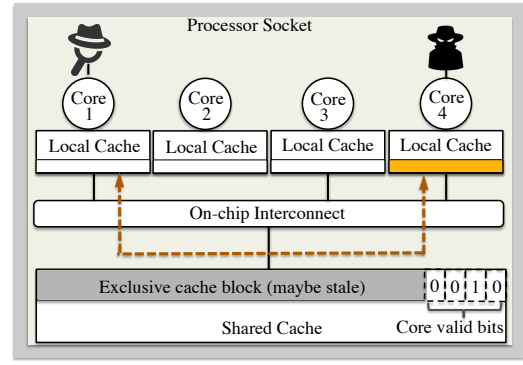 Processor Socket
Core
1
Core
2
Core
3
Core
4
Local Cache
Local Cache
Local Cache
Local Cache
On-chip Interconnect
Exclusive cache block (maybe stale)
0 0 1 0
Shared Cache
Core valid bits